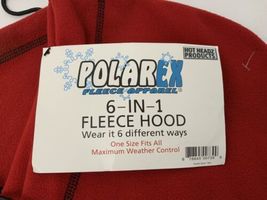 POLAREX
FLEECE APPAREL
HOT HEADZ
PRODUCTS
6-IN-1
FLEECE HOOD
Wear it 6 different ways
One Size Fits All
Maximum Weather Control